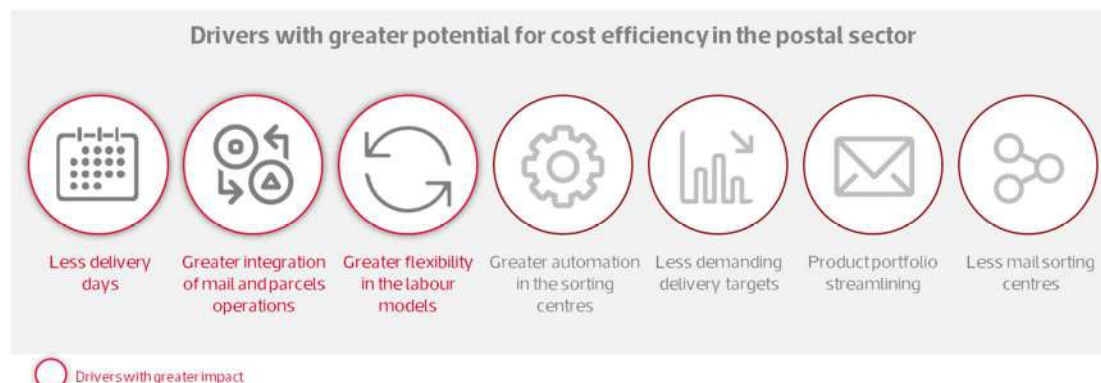 Drivers with greater potential for cost efficiency in the postal sector
Less delivery
days
Greater integration
of mail and parcels
operations
Greater flexibility
in the labour
models
Greater automation
in the sorting
centres
Less demanding
delivery targets
Product portfolio
streamlining
Less mail sorting
centres
Drivers with greater impact